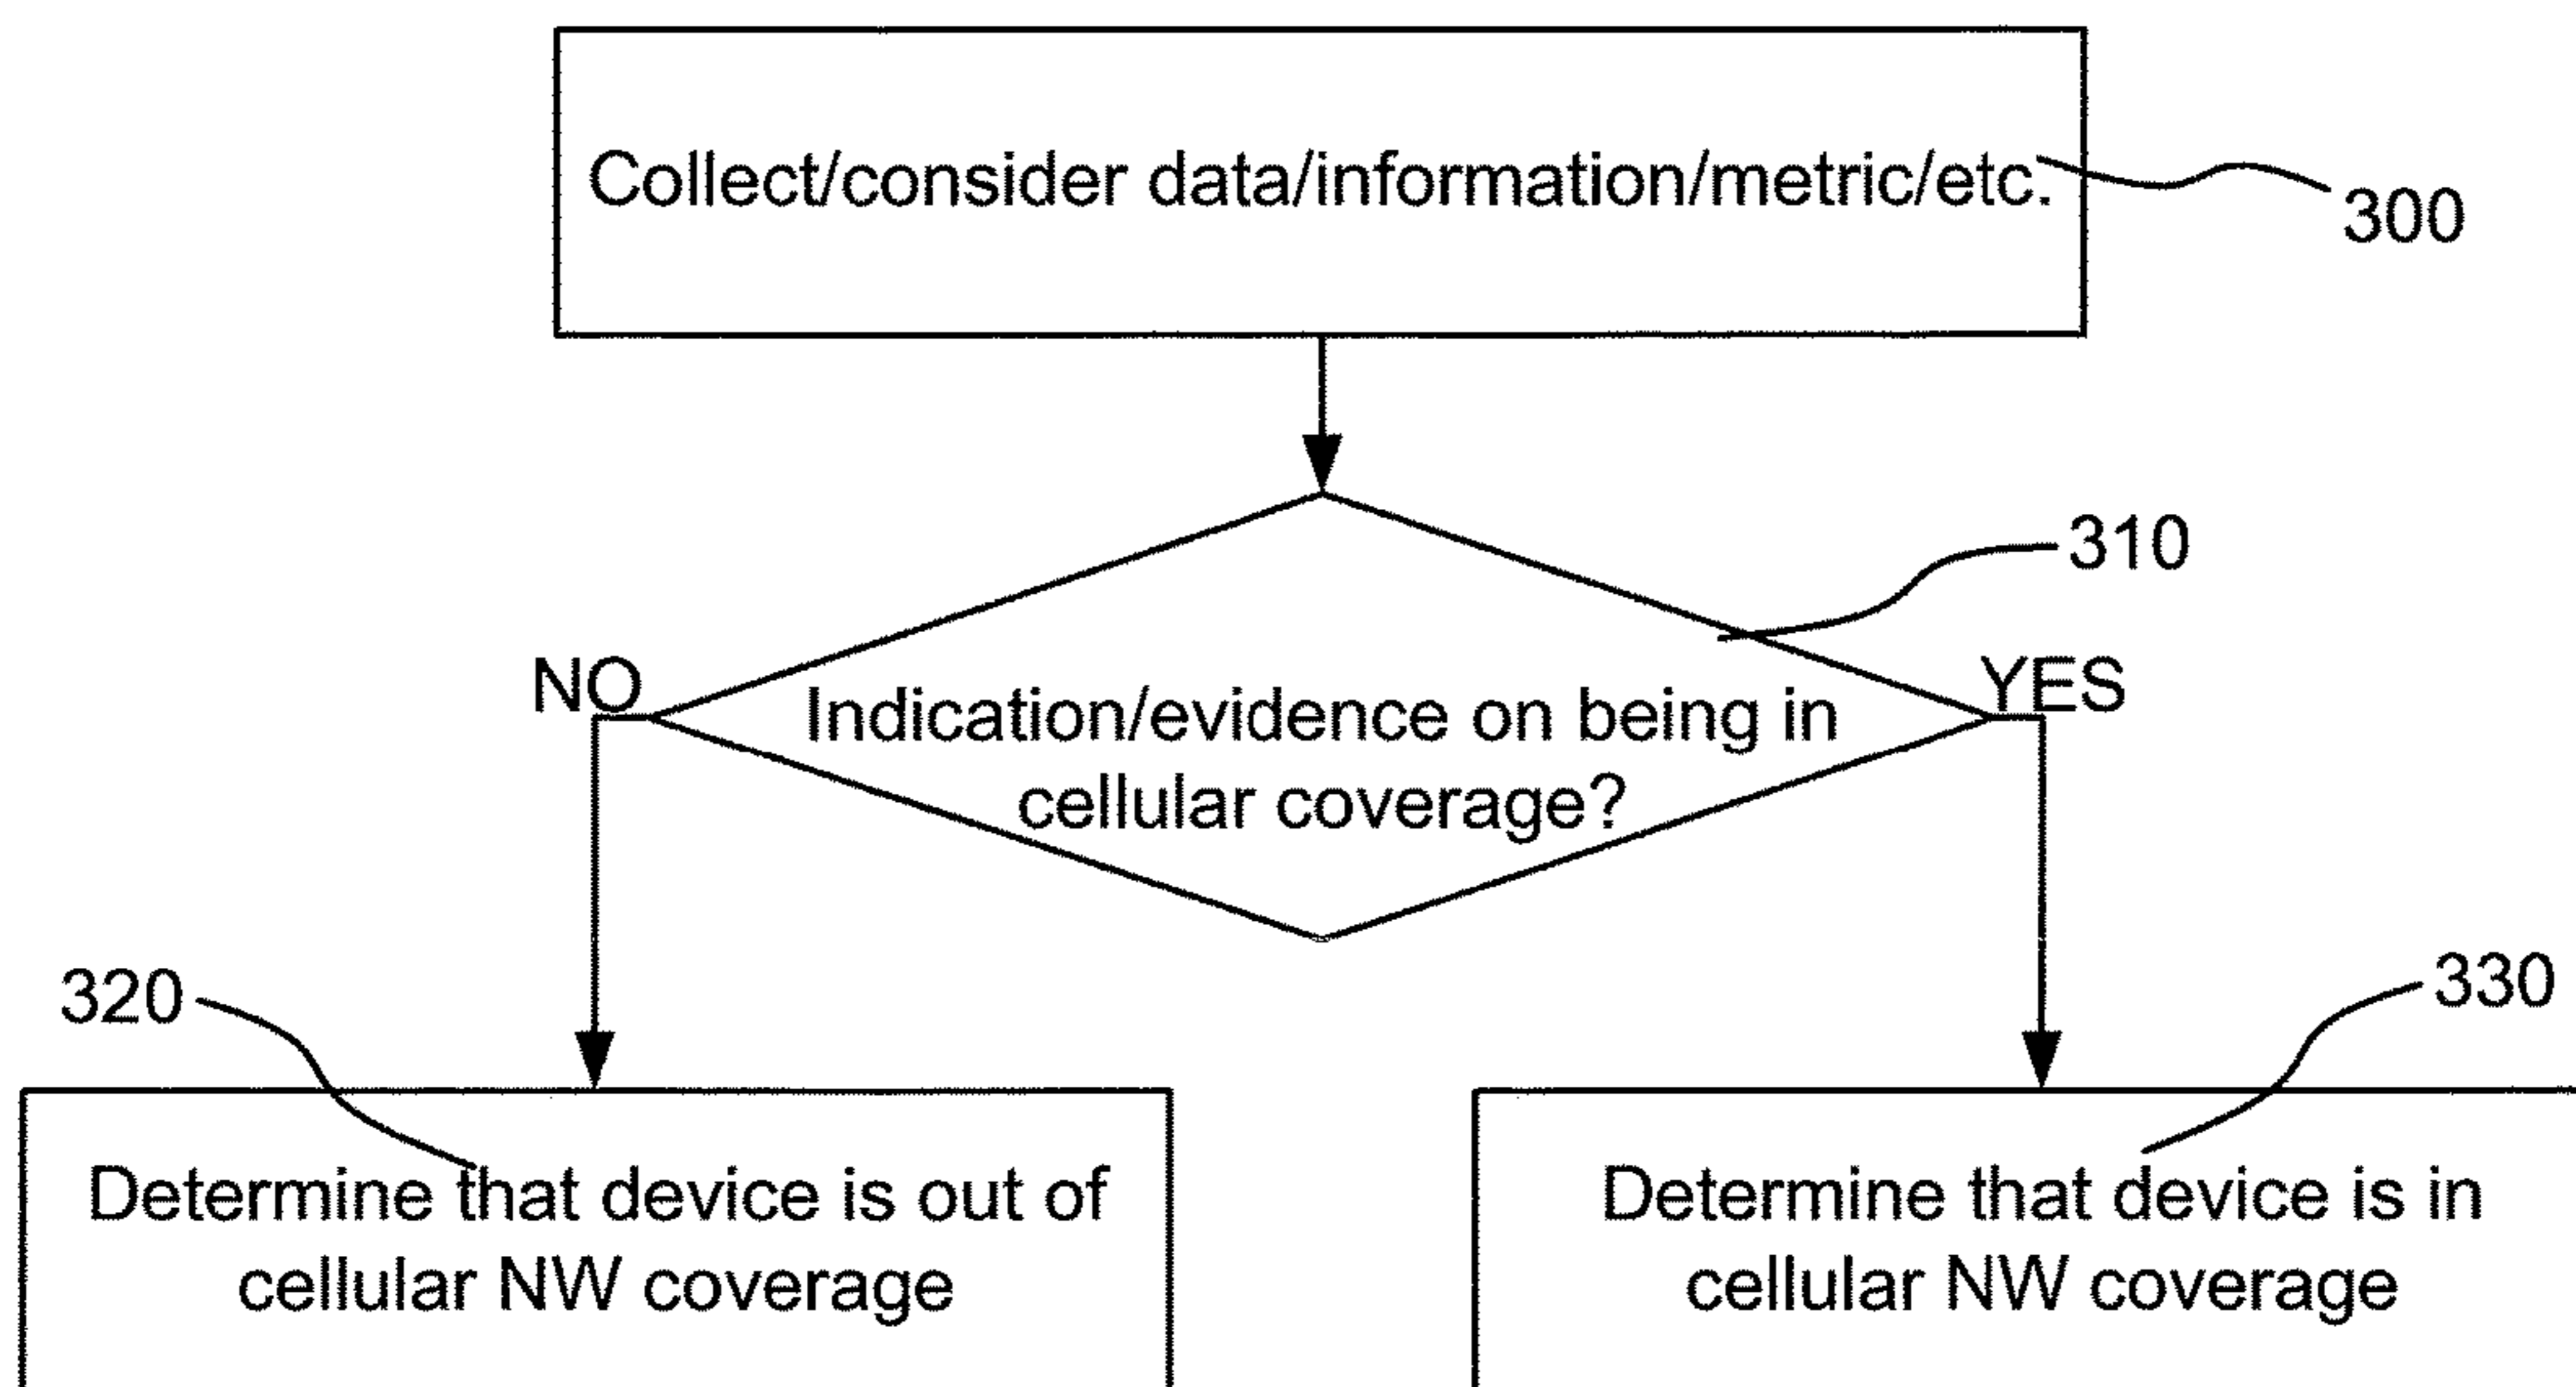 Collect/consider data/information/metric/etc.
300
310
NO
YES
Indication/evidence on being in
cellular coverage?
320
330
Determine that device is out of
cellular NW coverage
Determine that device is in
cellular NW coverage